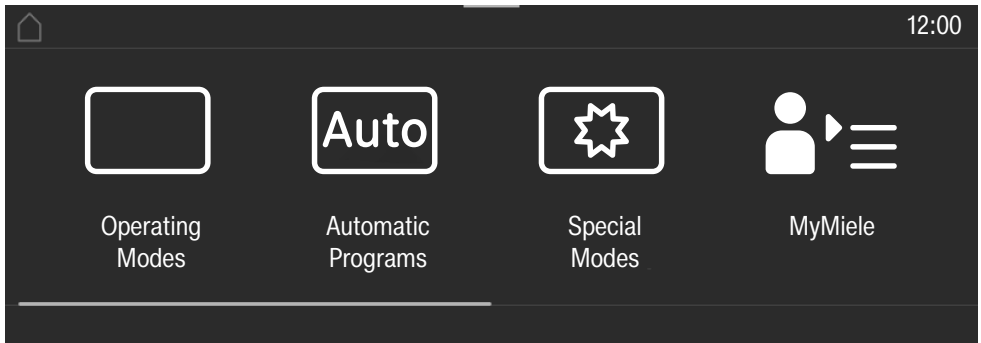 12:00
Auto
Operating
Modes
Automatic
Programs
Special
Modes
MyMiele